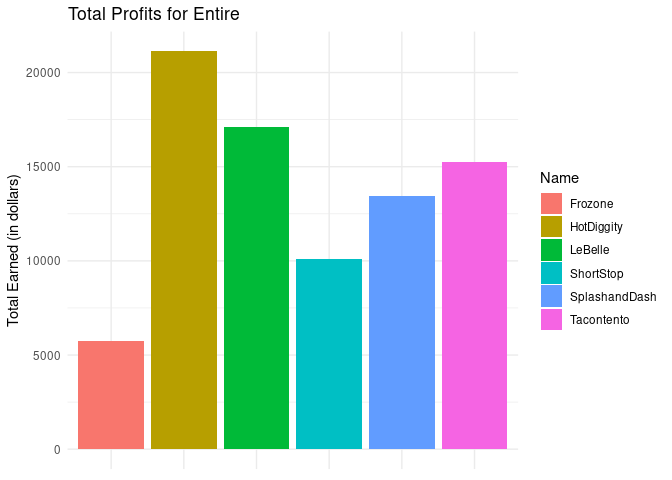 Total Profits for Entire
Total Earned (in dollars)
20000
15000
10000
5000
0
Name
Frozone
HotDiggity
LeBelle
ShortStop
SplashandDash
Tacontento